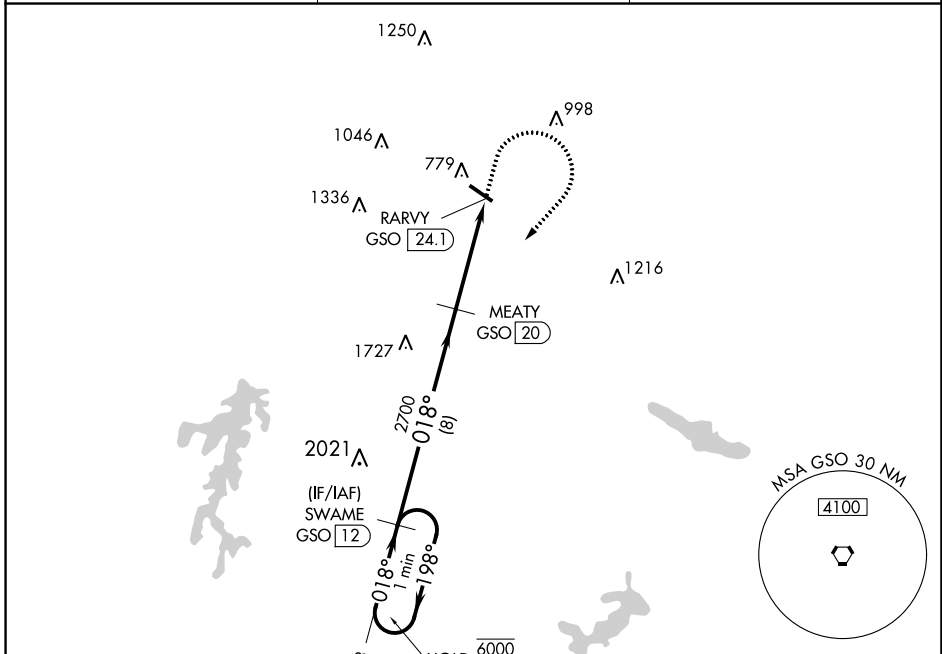 1250
998
1046
779
1336
RARVY
GSO 24.1
1216
MEATY
GSO 20
1727
2700
018°
(8)
2021
(IF/IAF)
SWAME
GSO 12
MSA GSO 30 NM
4100
018°
1 min
198°
6000